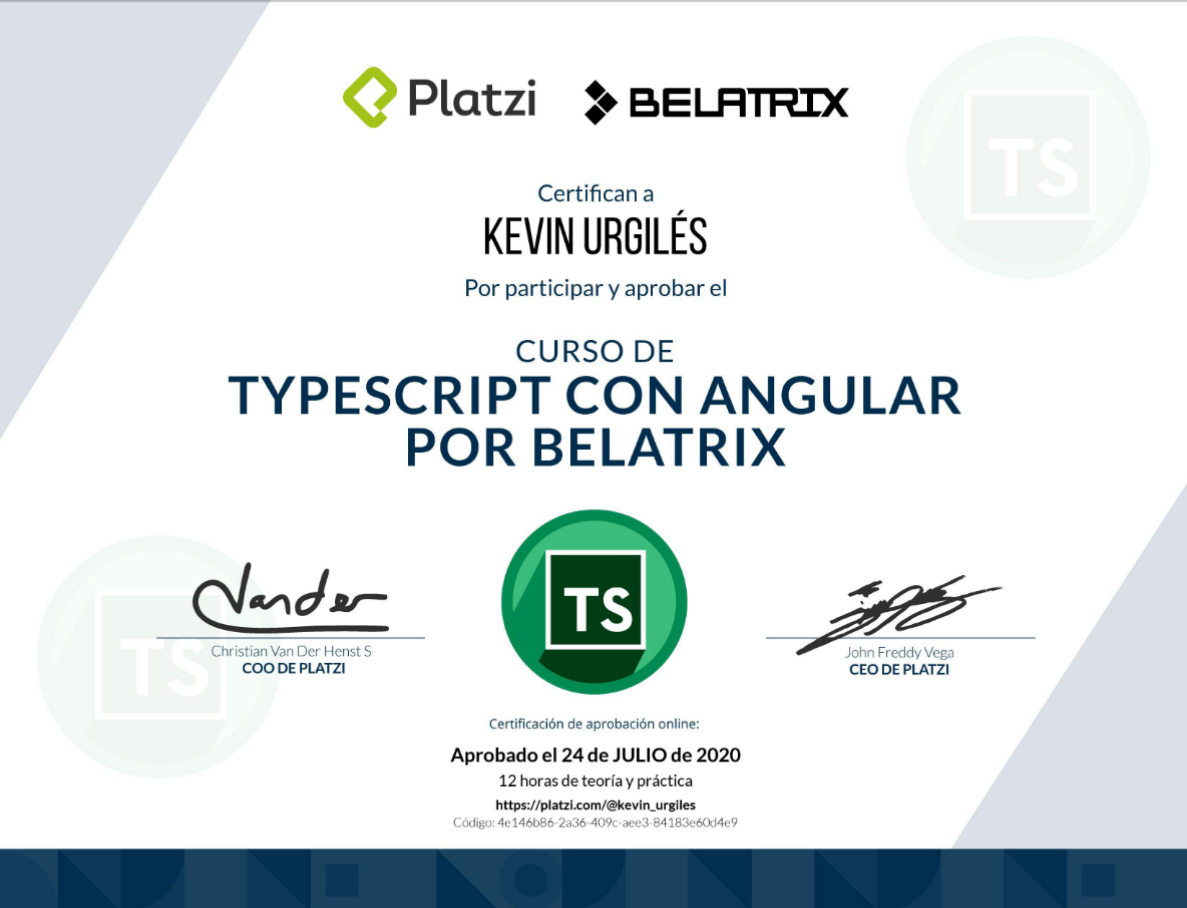 Platzi BELATRIX
TS
Certifican a
KEVIN URGILÉS
Por participar y aprobar el
CURSO DE
TYPESCRIPT CON ANGULAR
POR BELATRIX
TS
TS
Vander
Christian Van Der Henst S
COO DE PLATZI
John Freddy Vega
CEO DE PLATZI
Certificación de aprobación online:
Aprobado el 24 de JULIO de 2020
12 horas de teoría y práctica
https://platzi.com/@kevin_urgiles
Código: 4e146b86-2a36-409c-aee3-84183e60d4e9